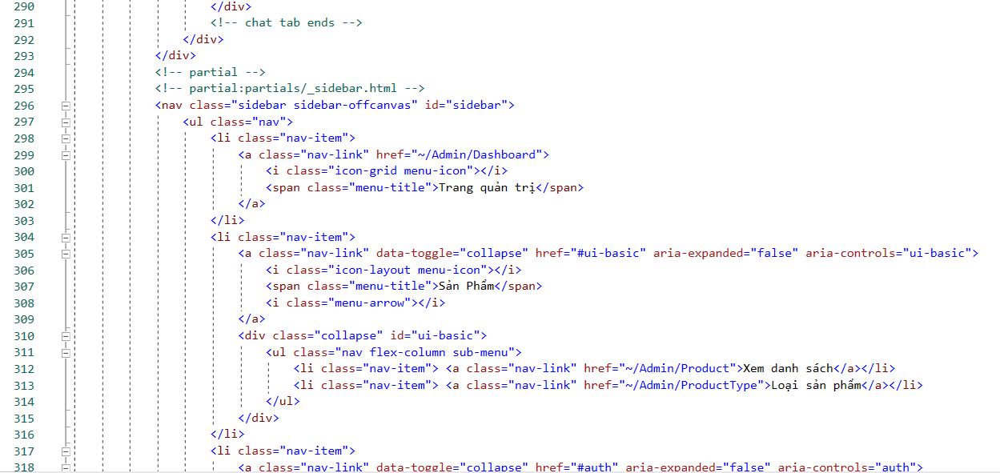 290 </div>
291 <!-- chat tab ends -->
292 </div>
293 </div>
294 <!-- partial -->
295 <!-- partial:partials/_sidebar.html -->
296 <nav class="sidebar sidebar-offcanvas" id="sidebar">
297 <ul class="nav">
298 <li class="nav-item">
299 <a class="nav-link" href="~/Admin/Dashboard">
300 <i class="icon-grid menu-icon"></i>
301 <span class="menu-title">Trang quản trị</span>
302 </a>
303 </li>
304 <li class="nav-item">
305 <a class="nav-link" data-toggle="collapse" href="#ui-basic" aria-expanded="false" aria-controls="ui-basic">
306 <i class="icon-layout menu-icon"></i>
307 <span class="menu-title">Sản Phẩm</span>
308 <i class="menu-arrow"></i>
309 </a>
310 <div class="collapse" id="ui-basic">
311 <ul class="nav flex-column sub-menu">
312 <li class="nav-item"> <a class="nav-link" href="~/Admin/Product">Xem danh sách</a></li>
313 <li class="nav-item"> <a class="nav-link" href="~/Admin/ProductType">Loại sản phẩm</a></li>
314 </ul>
315 </div>
316 </li>
317 <li class="nav-item">
318 <a class="nav-link" data-toggle="collapse" href="#auth" aria-expanded="false" aria-controls="auth">